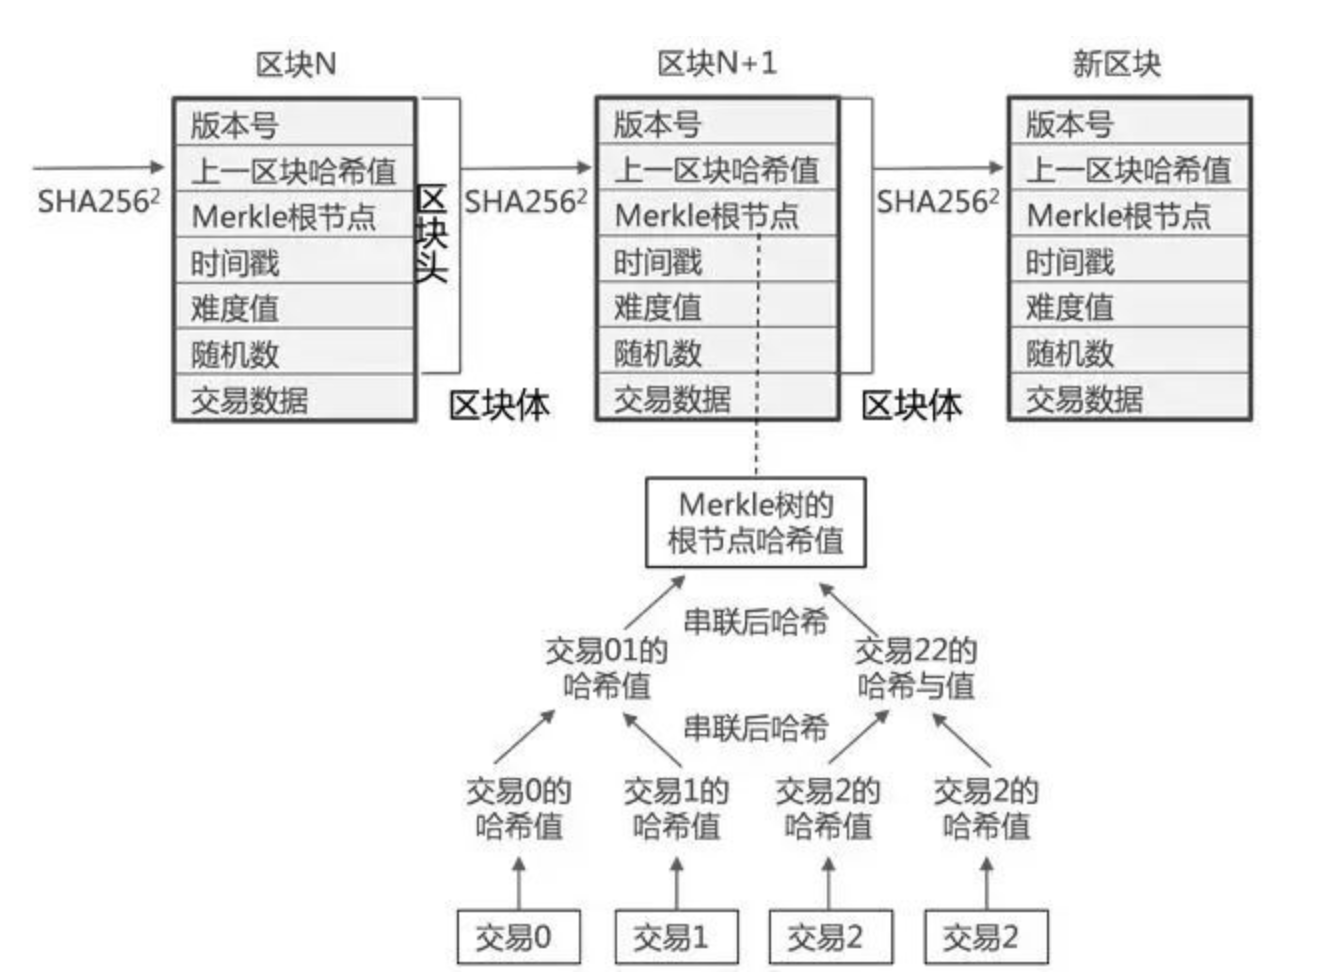 区块N
区块N+1
新区块
版本号
上一区块哈希值
Merkle根节点
时间戳
难度值
随机数
交易数据
SHA256²
区块头
区块体
版本号
上一区块哈希值
Merkle根节点
时间戳
难度值
随机数
交易数据
SHA256²
区块体
版本号
上一区块哈希值
Merkle根节点
时间戳
难度值
随机数
交易数据
SHA256²
Merkle树的
根节点哈希值
串联后哈希
交易01的
哈希值
交易22的
哈希与值
串联后哈希
交易0的
哈希值
交易1的
哈希值
交易2的
哈希值
交易2的
哈希值
交易0
交易1
交易2
交易2